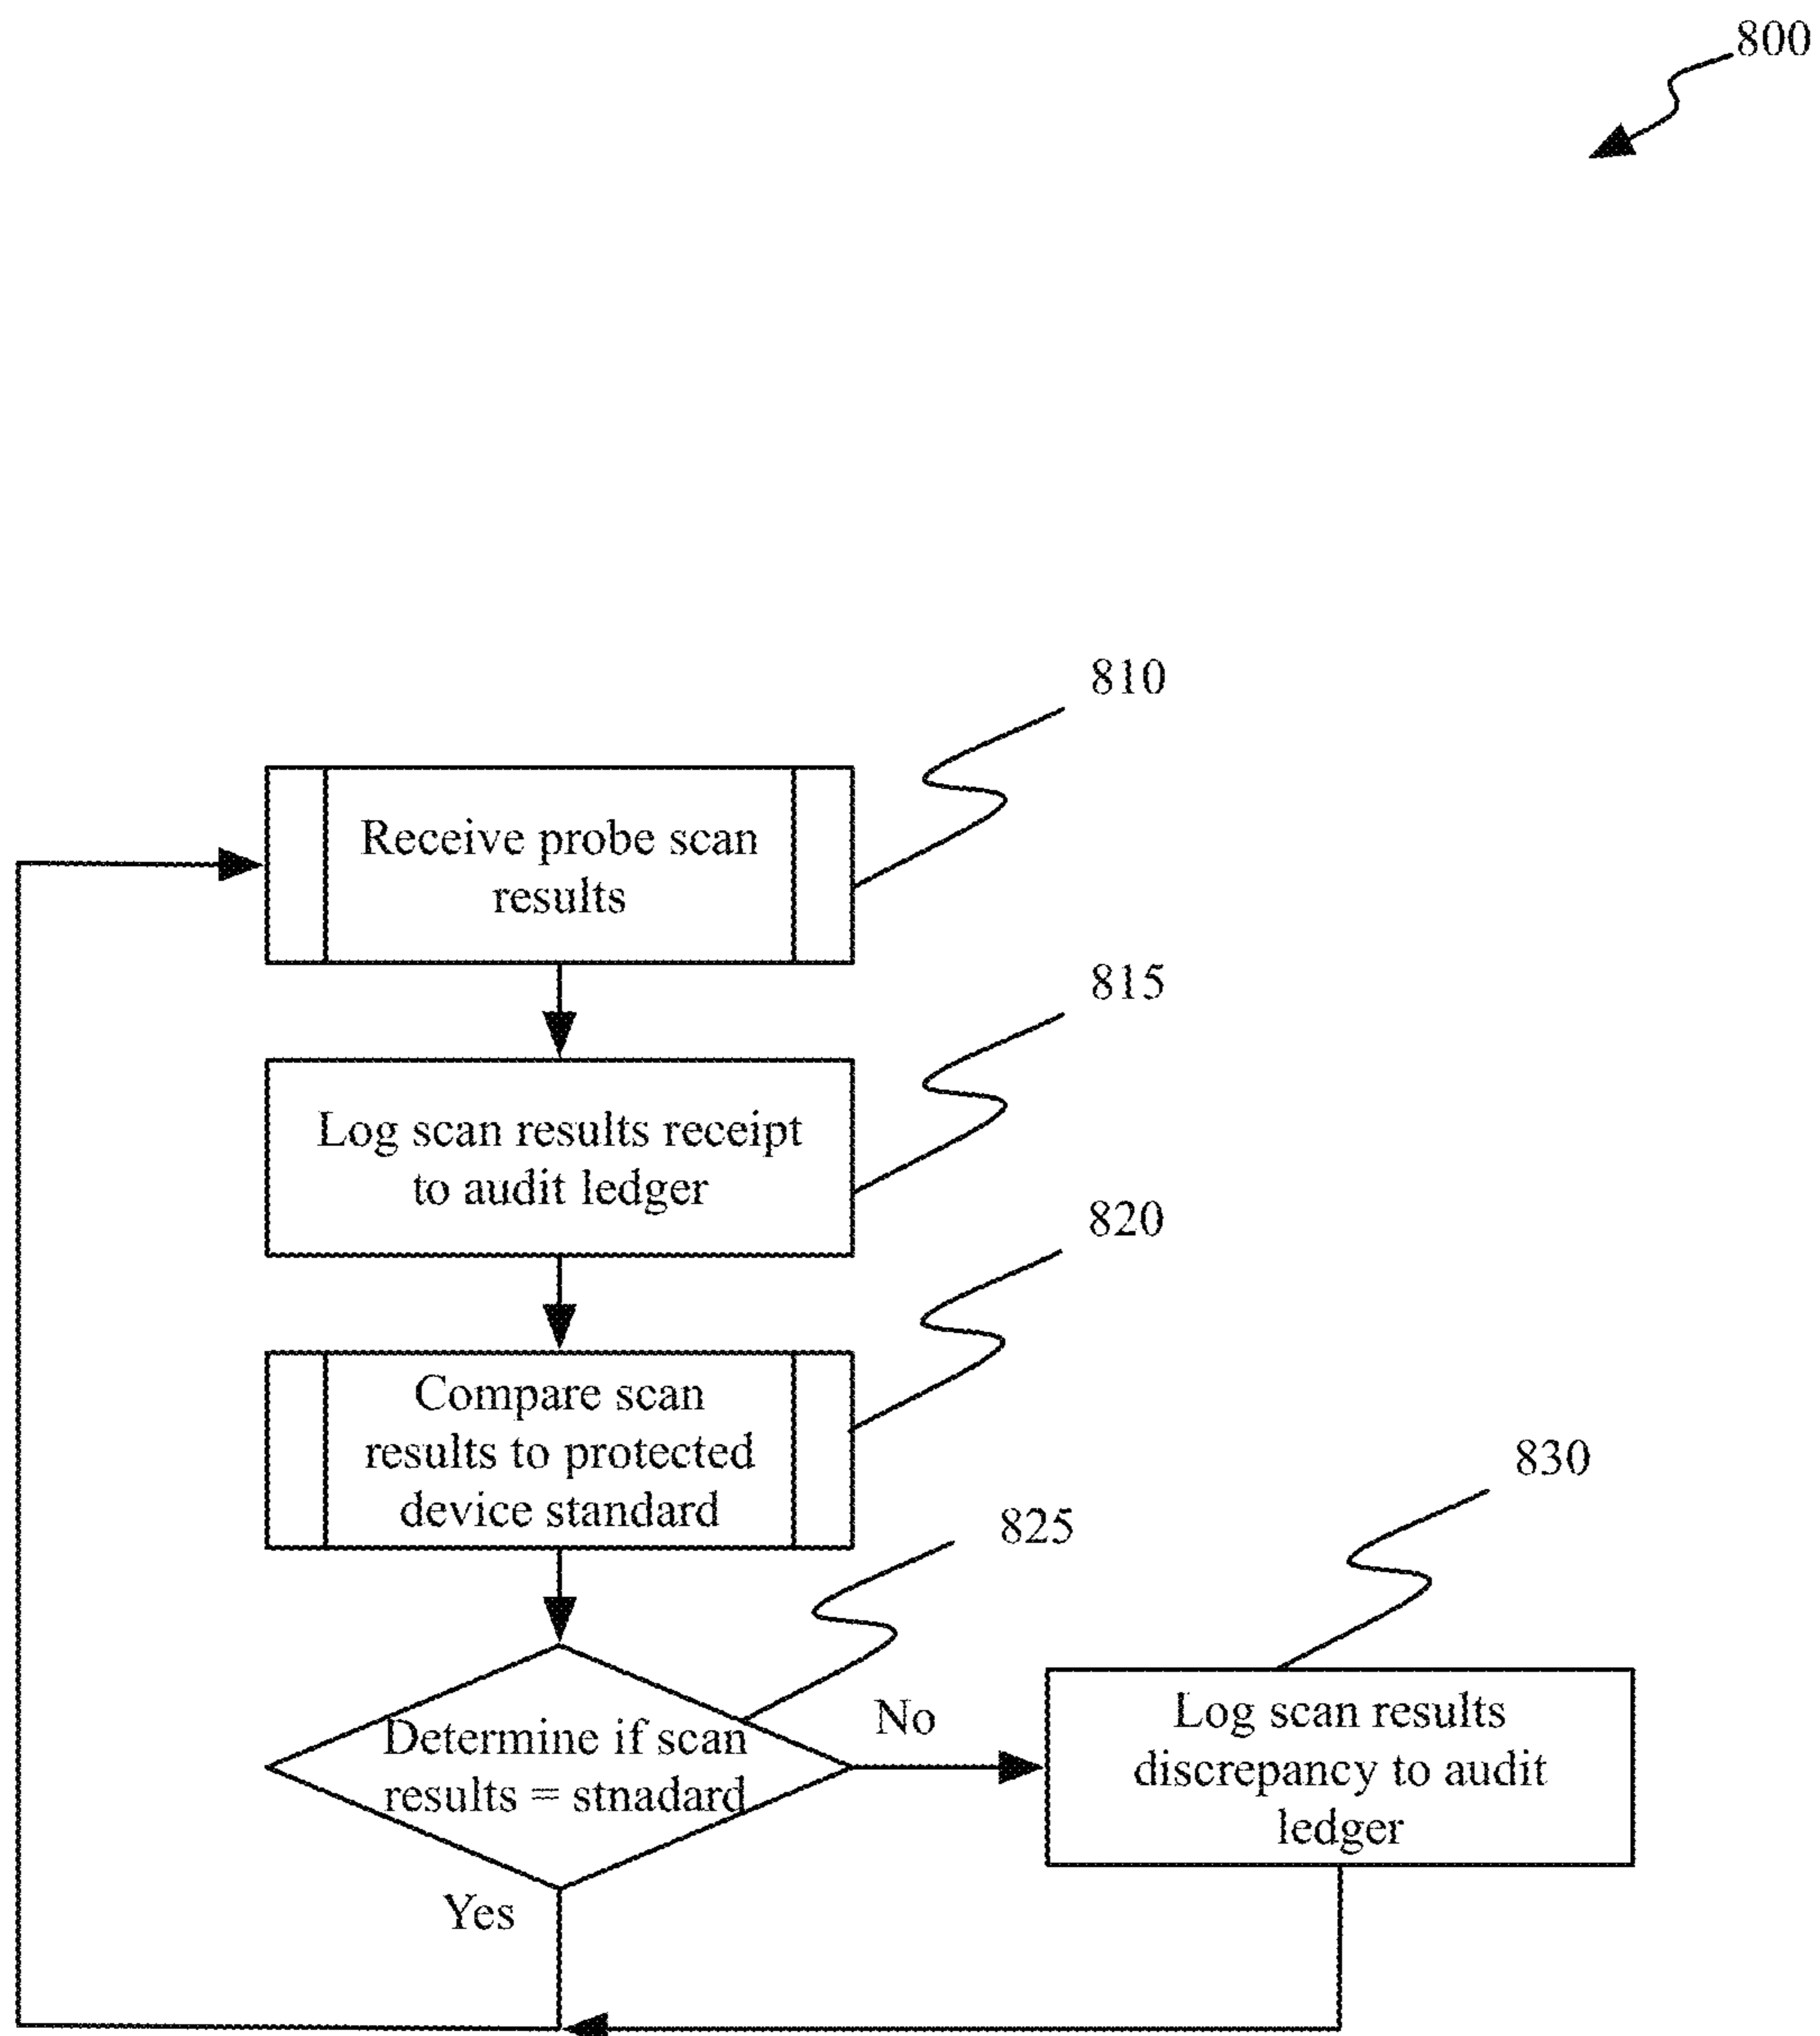 800
810
Receive probe scan
results
815
Log scan results receipt
to audit ledger
820
Compare scan
results to protected
device standard
825
830
Determine if scan
results = stnadard
No
Log scan results
discrepancy to audit
ledger
Yes